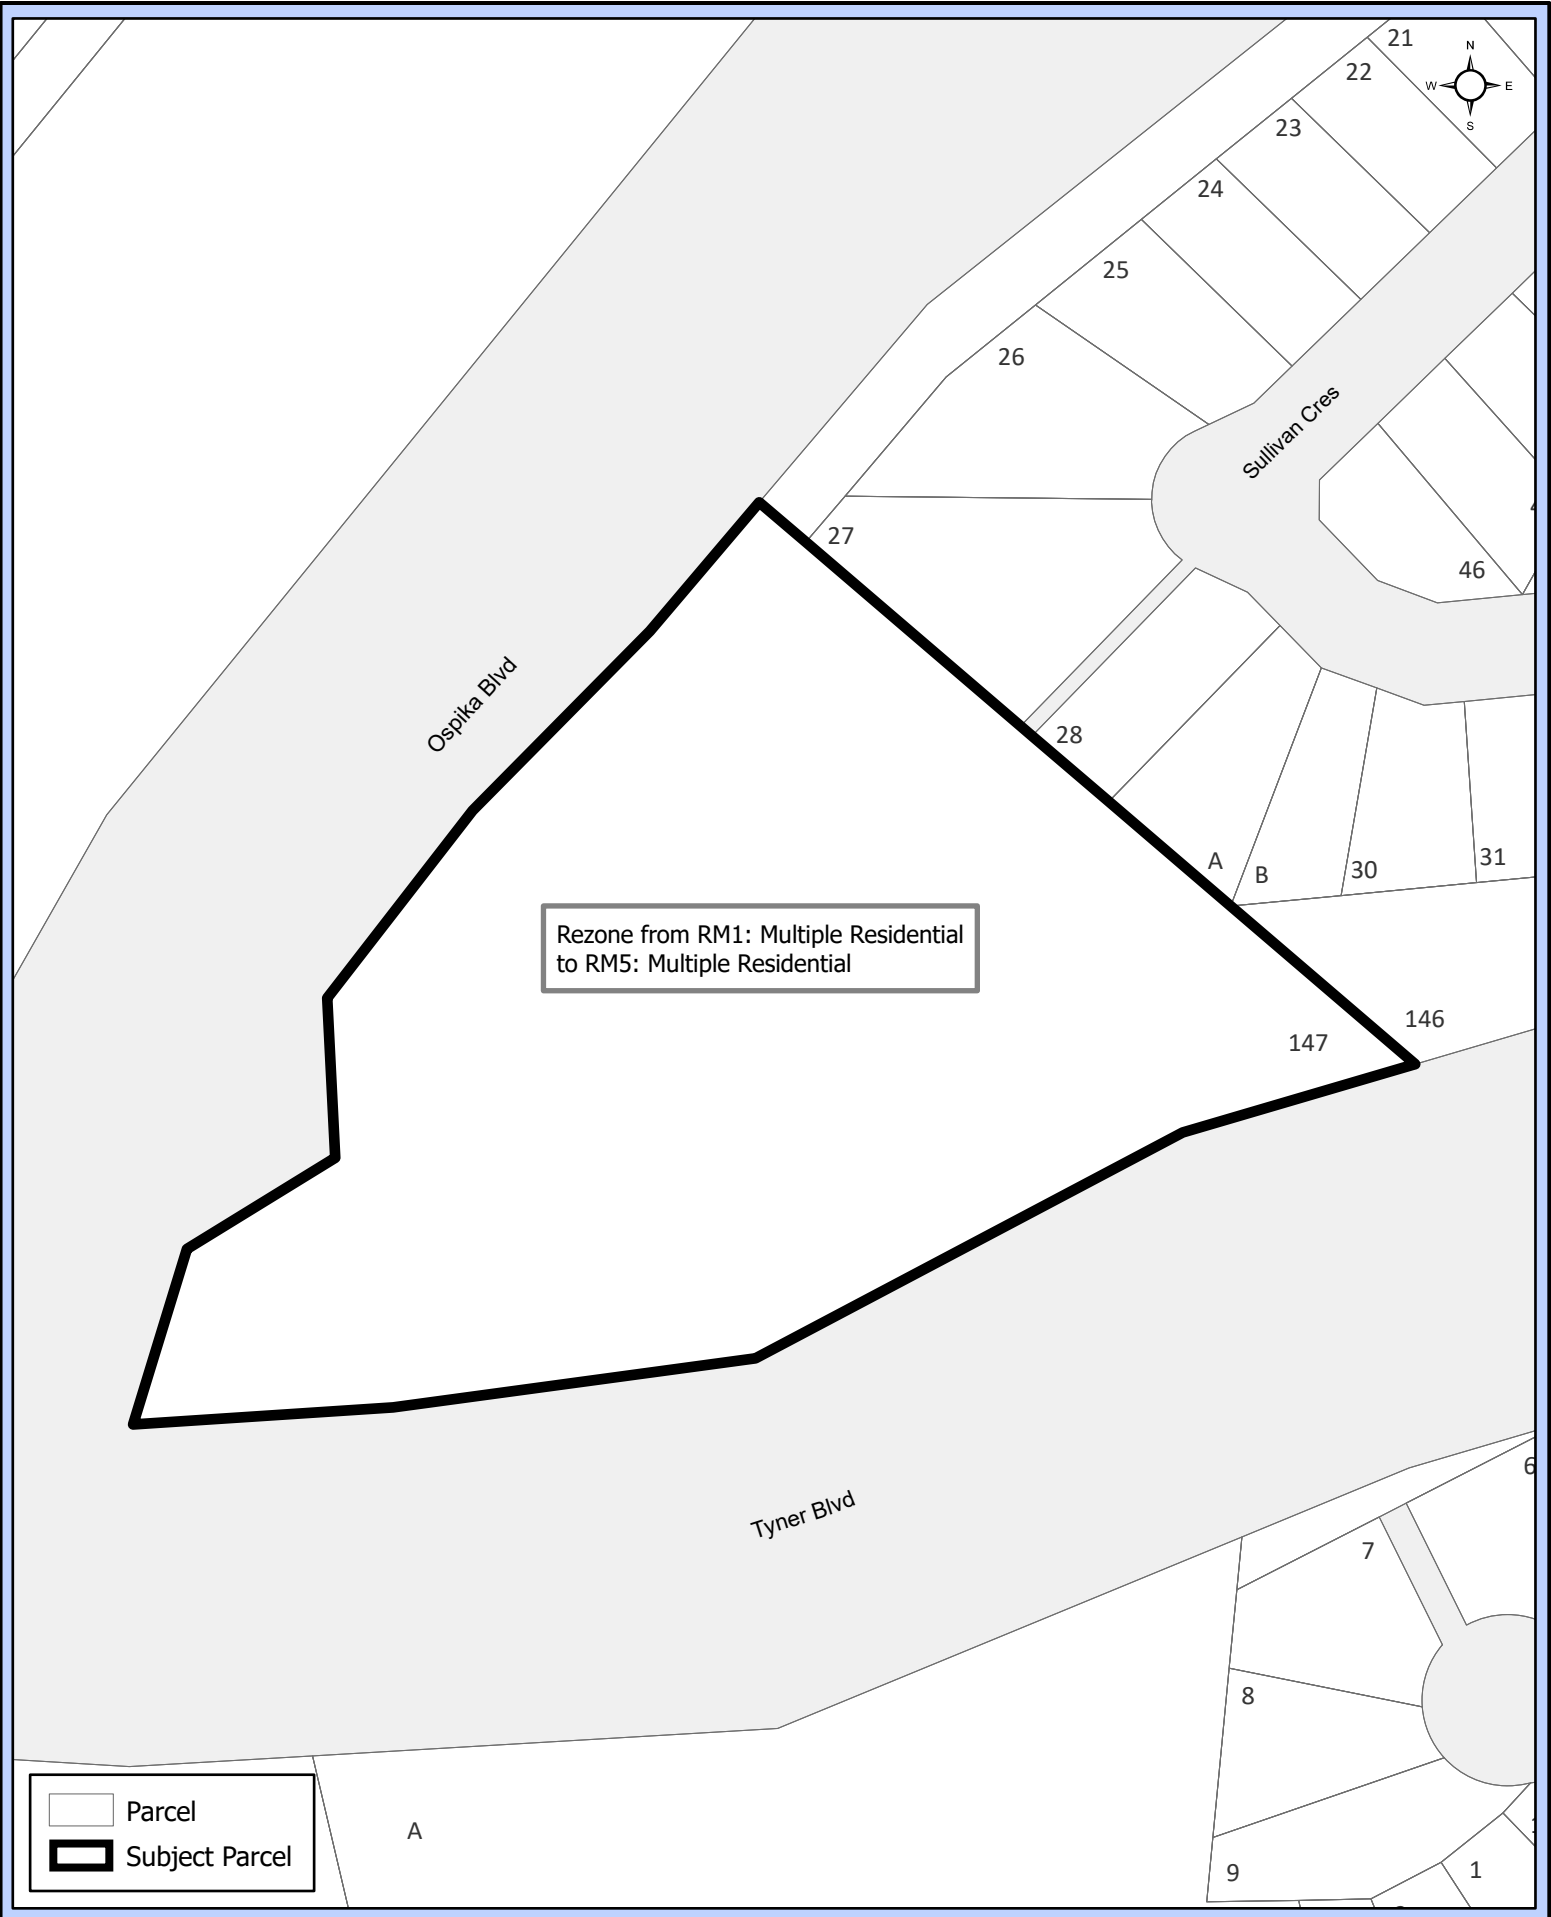 21
N
22
W E
S
23
24
25
26
Sullivan Cres
27
46
Ospika Blvd
28
A
B
30
31
Rezone from RM1: Multiple Residential
to RM5: Multiple Residential
146
147
6
Tyner Blvd
7
8
Parcel
A
Subject Parcel
9
1